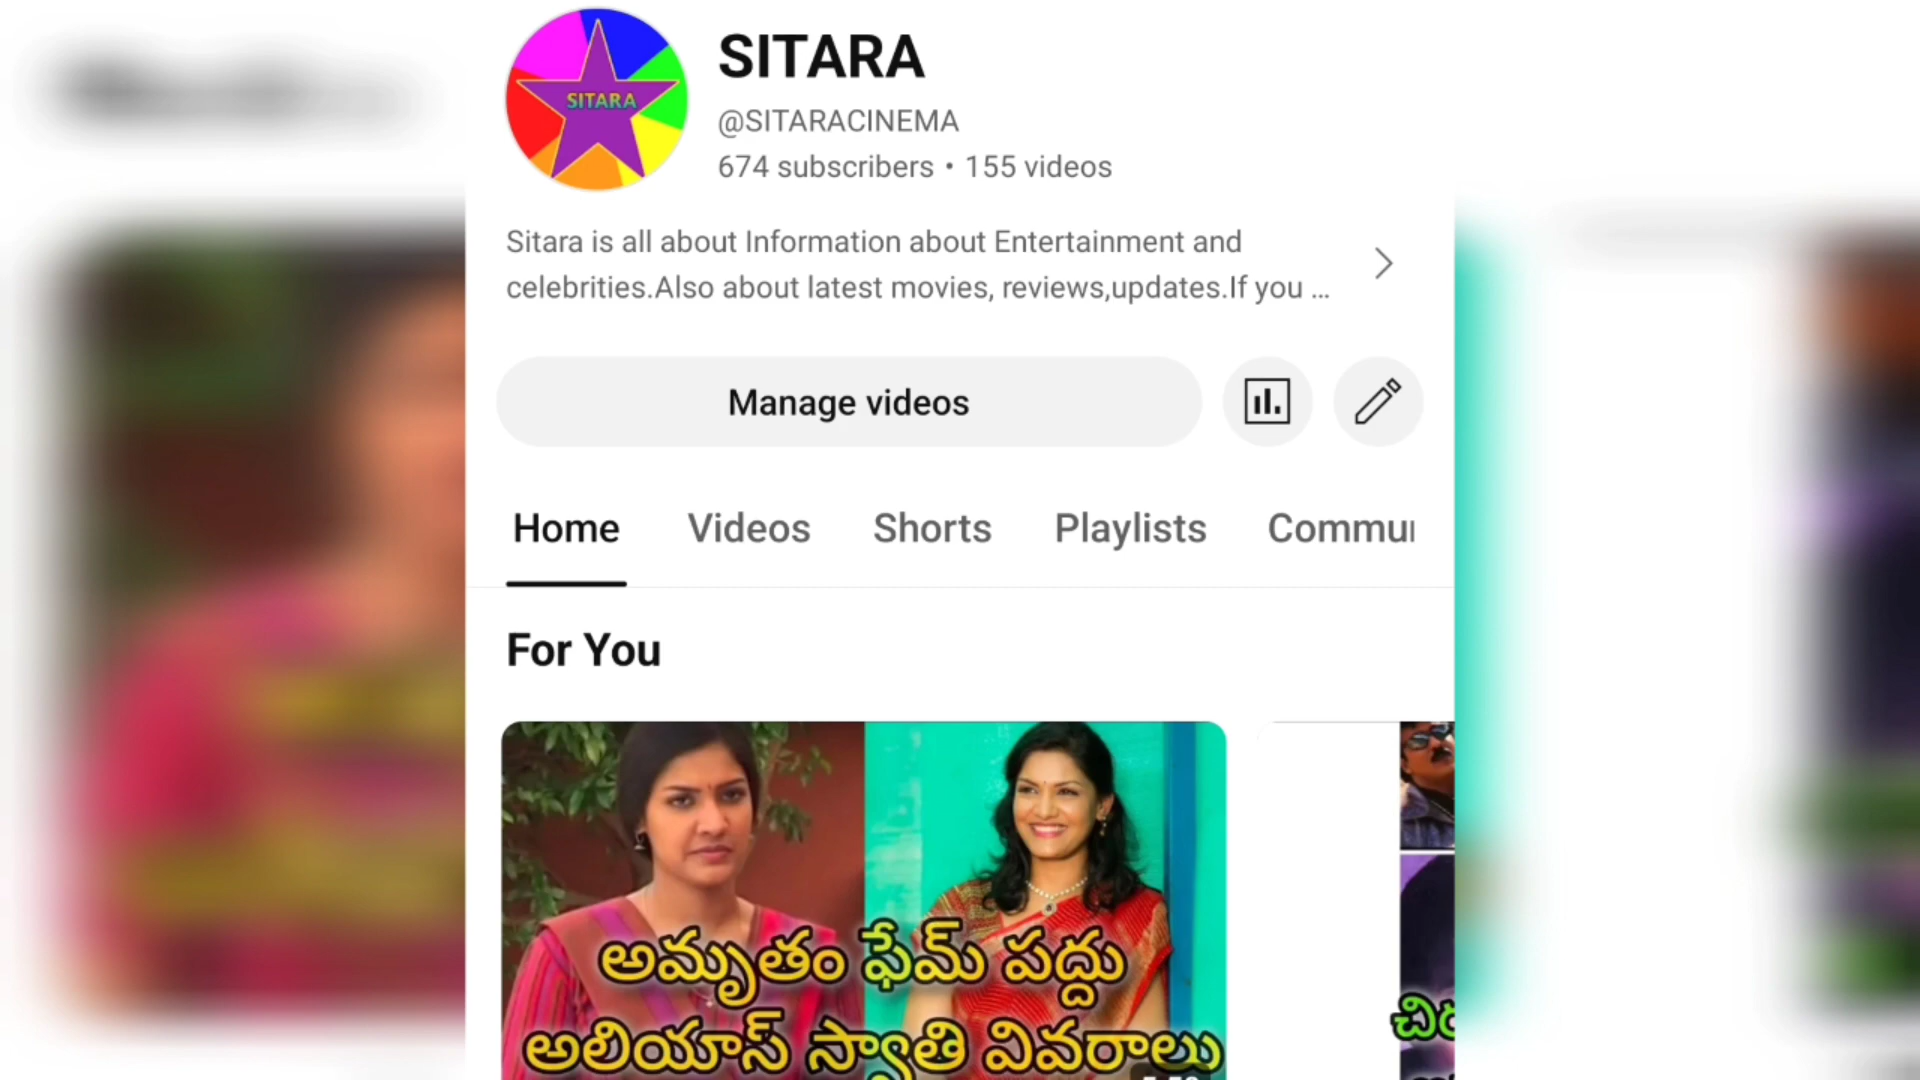 SITARA
SITARA
@SITARACINEMA
674 subscribers • 155 videos
Sitara is all about Information about Entertainment and
celebrities.Also about latest movies, reviews,updates.If you ...
Manage videos
Home Videos Shorts Playlists Commu
For You
అమృతం ఫేమ్ పద్దు
అలియాస్ స్వాతి వివరాలు